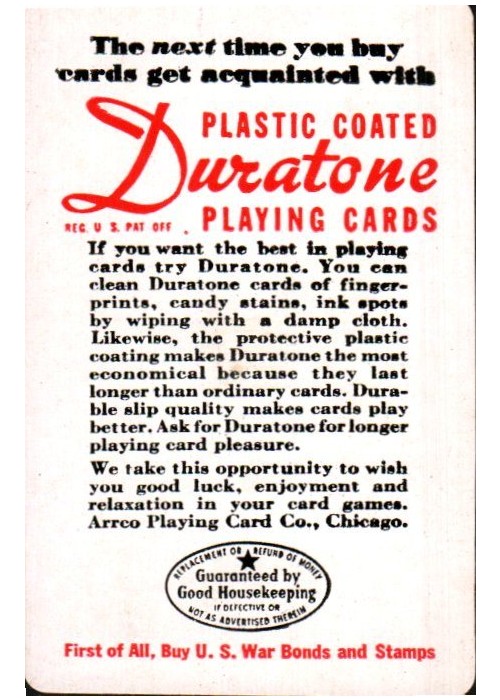 The next time you buy
cards get acquainted with
PLASTIC COATED
Duratone
REG. U. S. PAT OFF. PLAYING CARDS
If you want the best in playing
cards try Duratone. You can
clean Duratone cards of finger-
prints, candy stains, ink spots
by wiping with a damp cloth.
Likewise, the protective plastic
coating makes Duratone the most
economical because they last
longer than ordinary cards. Dura-
ble slip quality makes cards play
better. Ask for Duratone for longer
playing card pleasure.
We take this opportunity to wish
you good luck, enjoyment and
relaxation in your card games.
Arrco Playing Card Co., Chicago.
REPLACEMENT OR REFUND OF MONEY
Guaranteed by
Good Housekeeping
IF DEFECTIVE OR
NOT AS ADVERTISED THEREIN
First of All, Buy U. S. War Bonds and Stamps